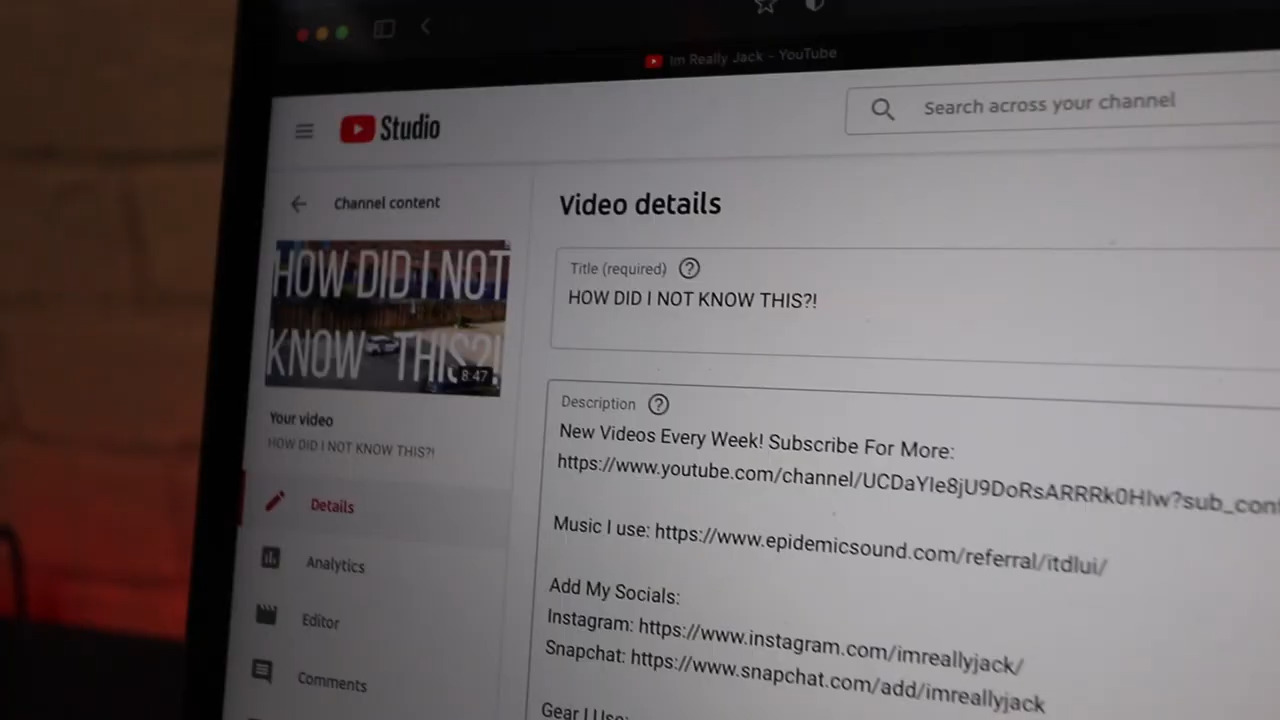 Im Really Jack - YouTube
Studio
Search across your channel
Channel content
Video details
HOW DID I NOT
KNOW THIS?!
8:47
Title (required)
HOW DID I NOT KNOW THIS?!
Your video
HOW DID I NOT KNOW THIS?!
Description
New Videos Every Week! Subscribe For More:
https://www.youtube.com/channel/UCDaYIe8jU9DoRsARRRk0HIw?sub_con
Music I use: https://www.epidemicsound.com/referral/itdlui/
Add My Socials:
Instagram: https://www.instagram.com/imreallyjack/
Snapchat: https://www.snapchat.com/add/imreallyjack
Gear I Use:
Details
Analytics
Editor
Comments